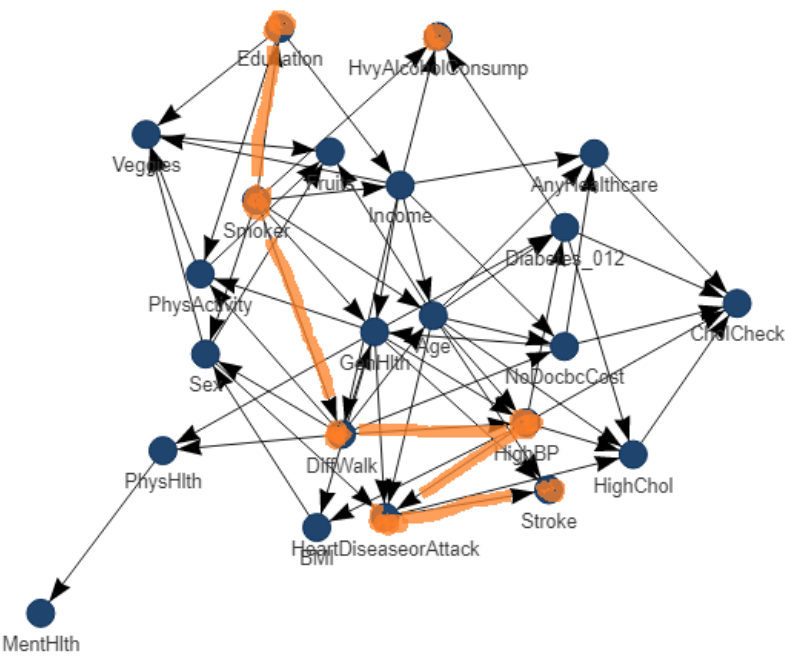 Education
HvyAlcoholConsump
Veggies
Fruits
AnyHealthcare
Income
Smoker
Diabetes_012
PhysActivity
CholCheck
Age
GenHlth
NoDocbcCost
Sex
HighBP
DiffWalk
PhysHlth
HighChol
Stroke
HeartDiseaseorAttack
BMI
MentHlth